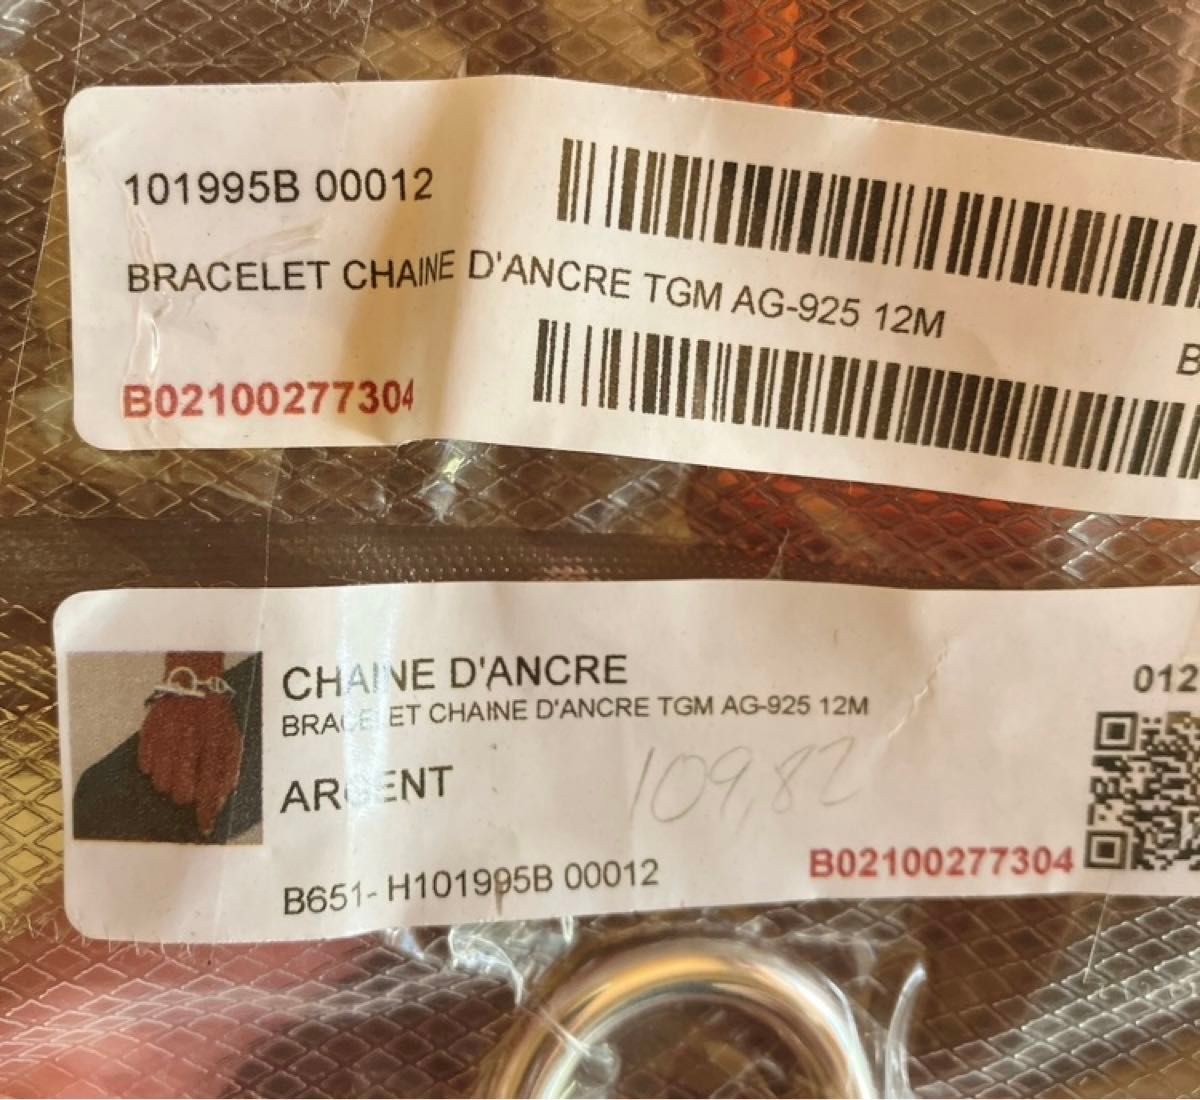 101995B 00012
BRACELET CHAINE D'ANCRE TGM AG-925 12M
B
B02100277304
CHAINE D'ANCRE
012
BRACELET CHAINE D'ANCRE TGM AG-925 12M
ARGENT
109,82
B02100277304
B651- H101995B 00012